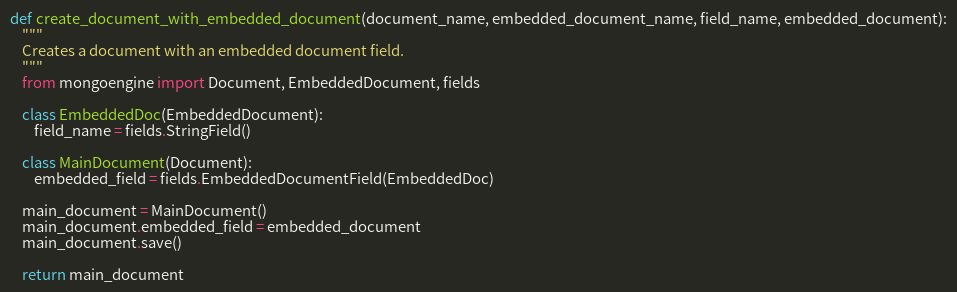 def create_document_with_embedded_document(document_name, embedded_document_name, field_name, embedded_document):
    """
    Creates a document with an embedded document field.
    """
    from mongoengine import Document, EmbeddedDocument, fields

    class EmbeddedDoc(EmbeddedDocument):
        field_name = fields.StringField()

    class MainDocument(Document):
        embedded_field = fields.EmbeddedDocumentField(EmbeddedDoc)

    main_document = MainDocument()
    main_document.embedded_field = embedded_document
    main_document.save()

    return main_document